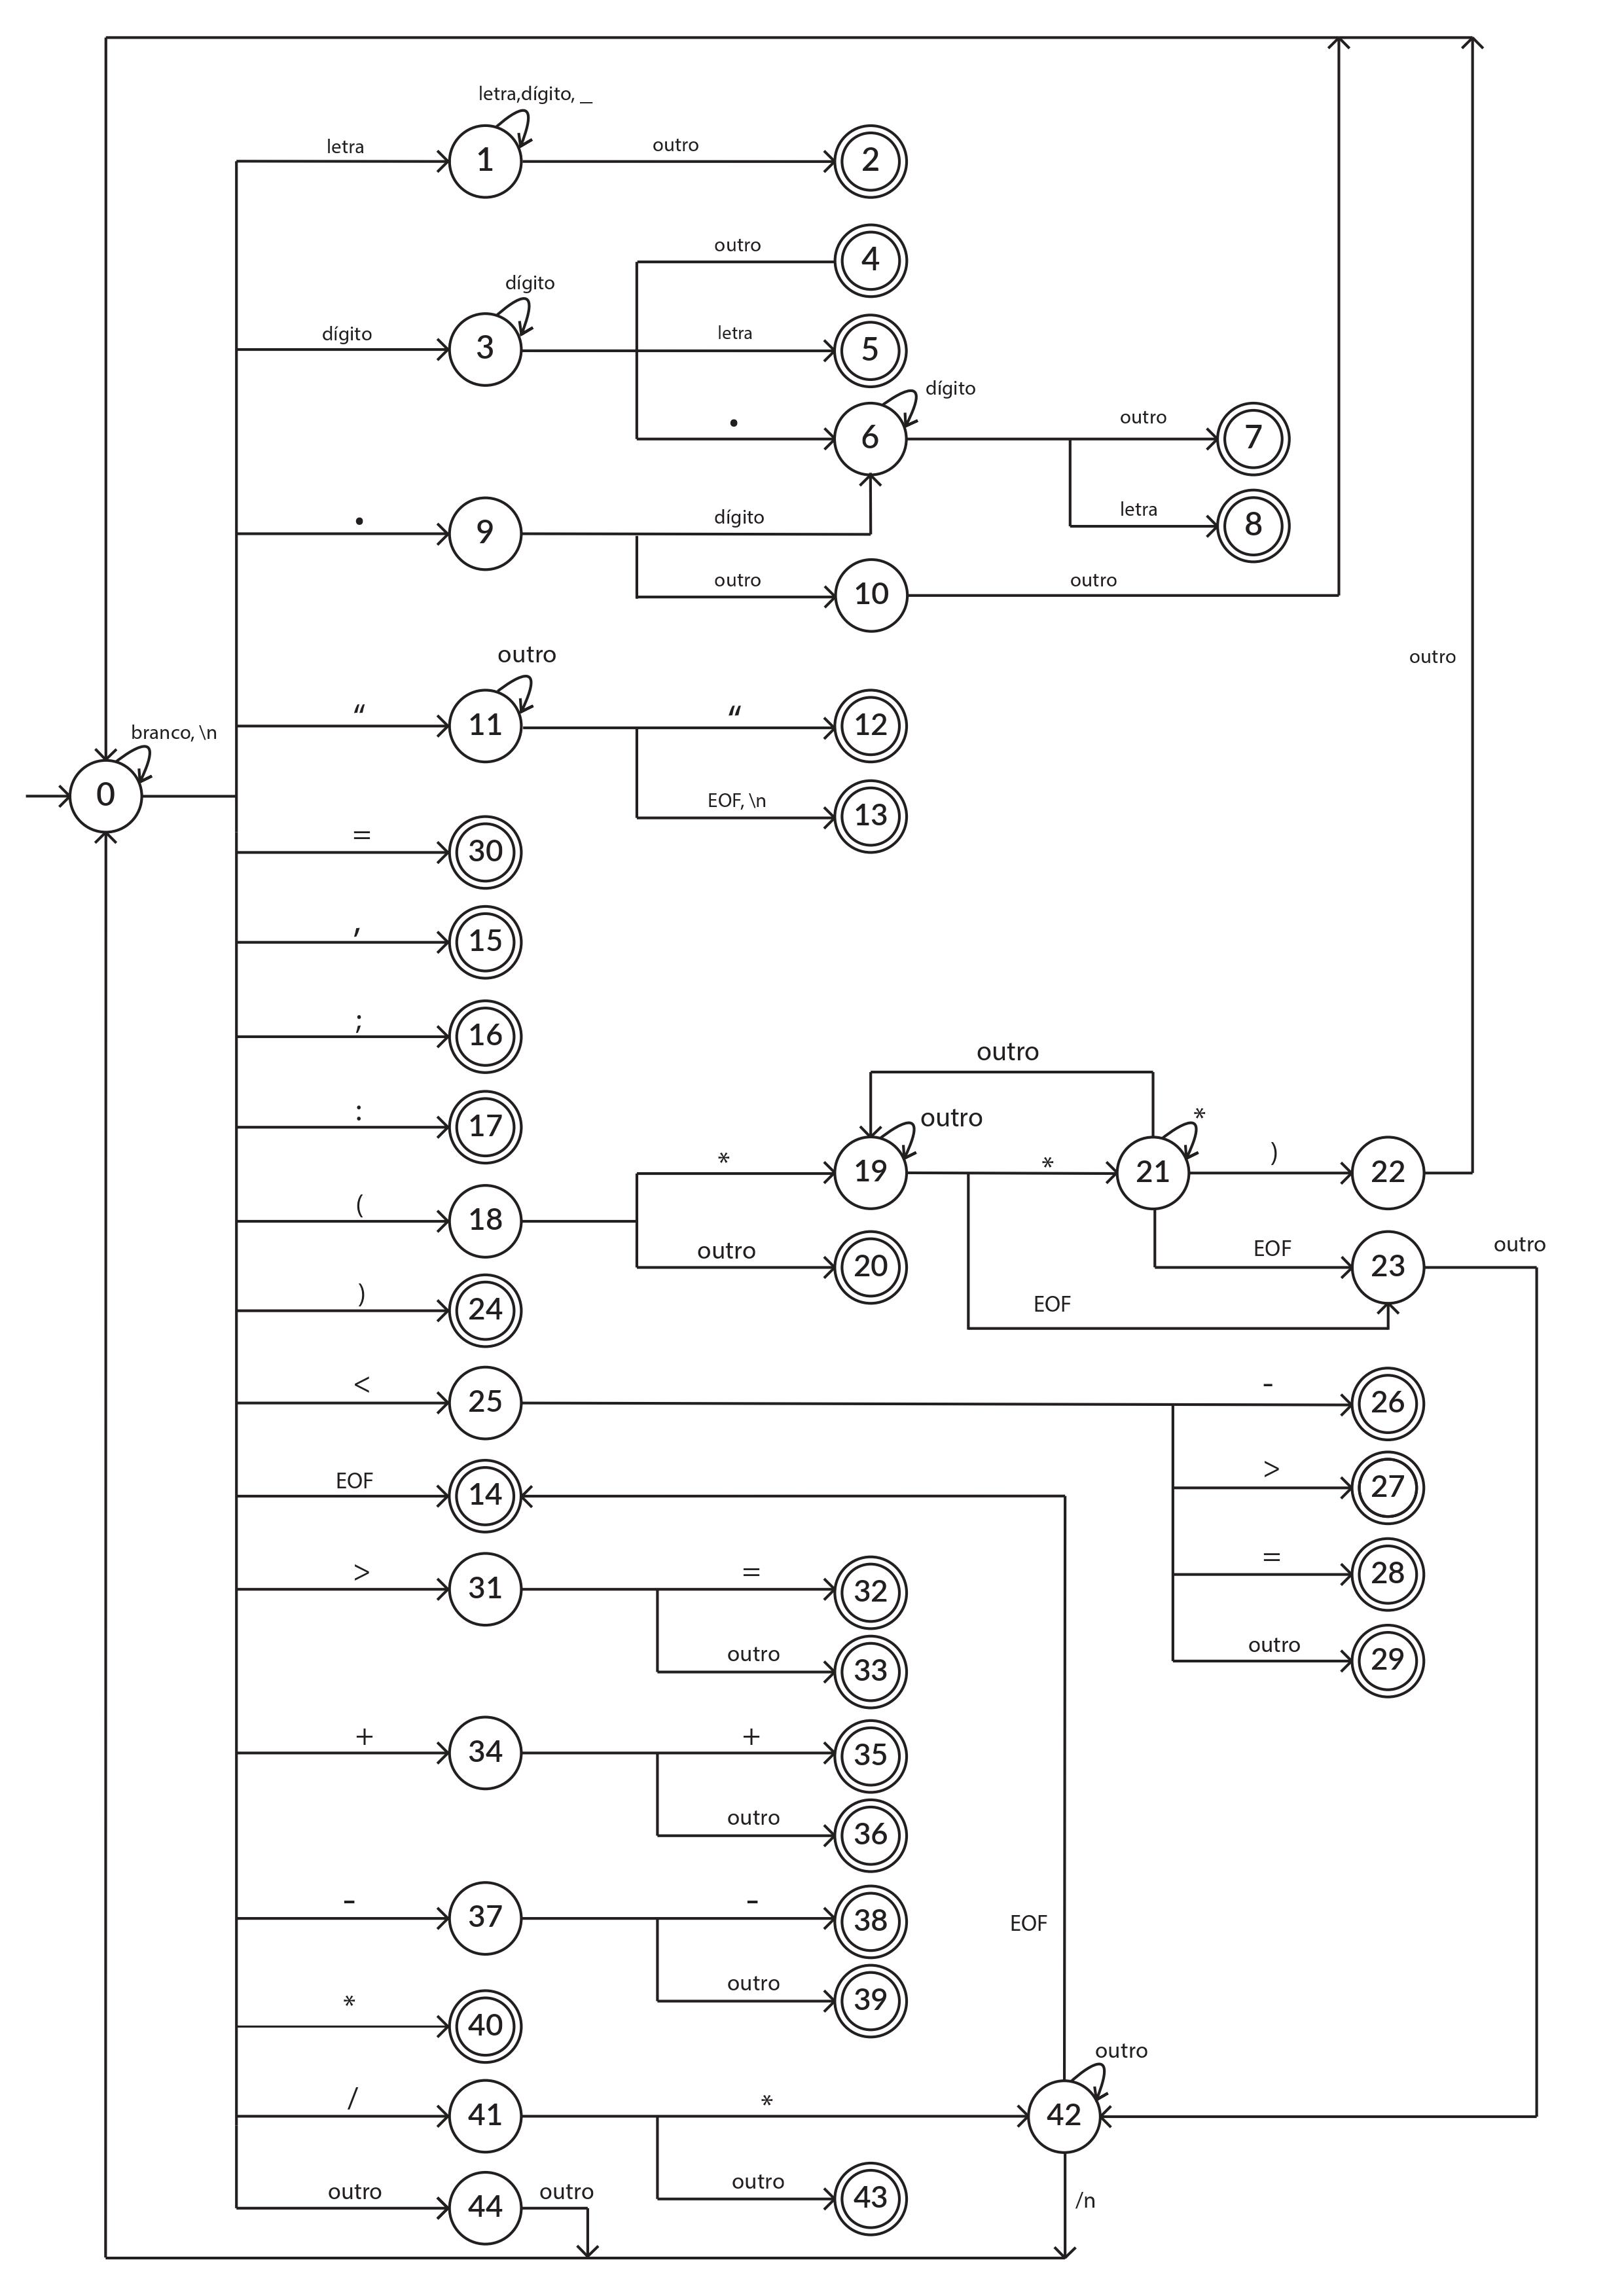 letra,dígito, _
letra
1
outro
2
outro
4
dígito
dígito
3
letra
5
dígito
.
6
outro
7
letra
8
.
9
dígito
outro
10
outro
outro
outro
“
11
“
12
branco, \n
0
EOF, \n
13
=
30
,
15
;
16
:
17
outro
(
18
*
19
outro
*
21
*
)
22
outro
20
EOF
23
outro
EOF
)
24
<
25
-
26
EOF
14
>
27
>
31
=
32
=
28
outro
33
outro
29
+
34
+
35
outro
36
-
37
-
38
EOF
outro
39
*
40
outro
/
41
*
42
outro
44
outro
outro
43
/n